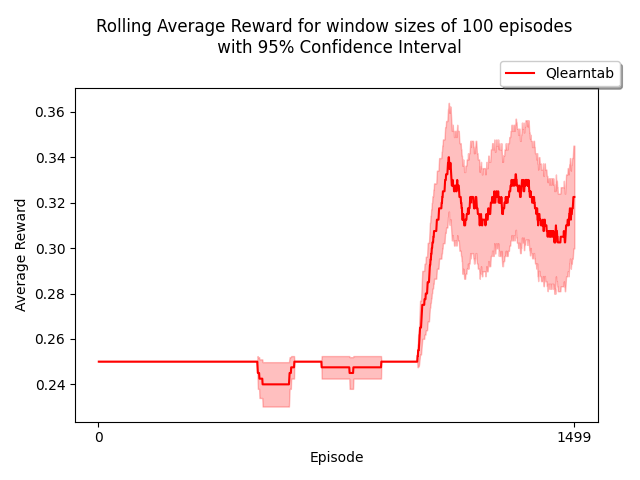 Rolling Average Reward for window sizes of 100 episodes
with 95% Confidence Interval
Qlearntab
0.36
0.34
0.32
0.30
0.28
0.26
0.24
Average Reward
0
1499
Episode